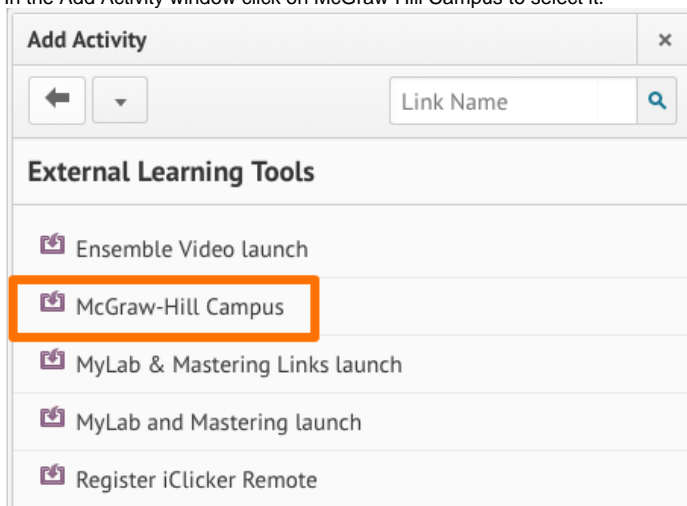 In the Add Activity window click on McGraw-Hill Campus to select it.
Add Activity
Link Name
External Learning Tools
Ensemble Video launch
McGraw-Hill Campus
MyLab & Mastering Links launch
MyLab and Mastering launch
Register iClicker Remote